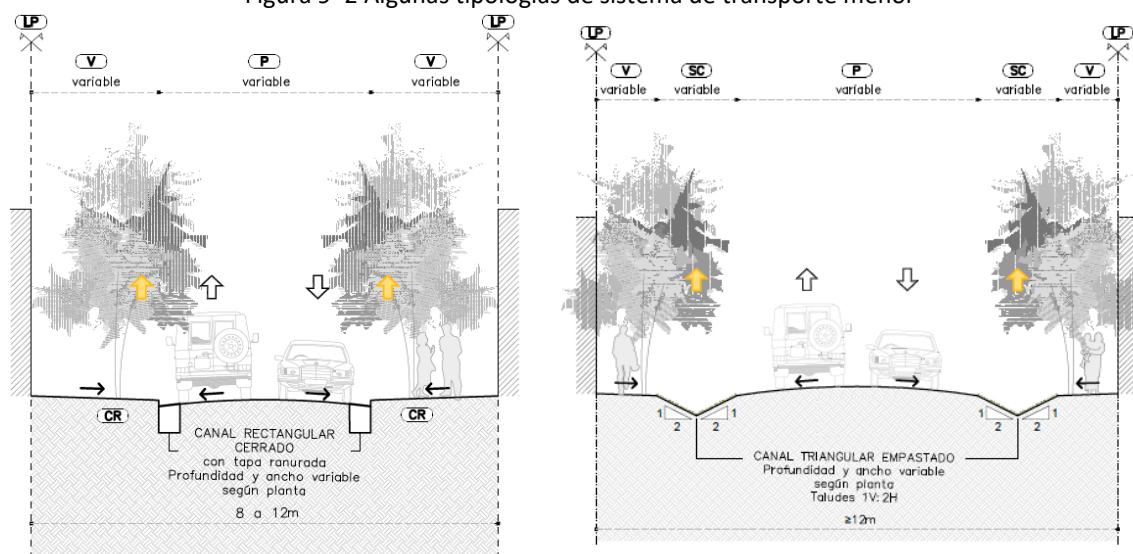 Figura 5- 2 Algunas tipologías de sistema de transporte menor
LP
LP
V
P
V
variable
variable
variable
CR
CR
CANAL RECTANGULAR
CERRADO
con tapa ranurada
Profundidad y ancho variable
según planta
8 a 12m
LP
LP
V
SC
P
SC
V
variable
variable
variable
variable
variable
1
2
2
1
1
2
2
1
CANAL TRIANGULAR EMPASTADO
Profundidad y ancho variable
según planta
Taludes 1V:2H
≥12m